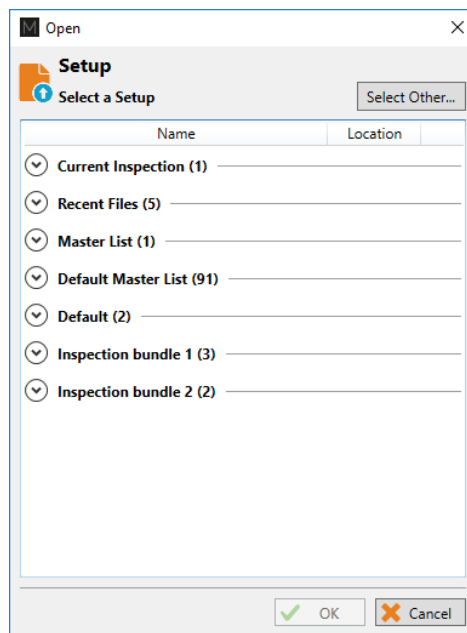 M Open
Setup
Select a Setup
Select Other...
Name Location
Current Inspection (1)
Recent Files (5)
Master List (1)
Default Master List (91)
Default (2)
Inspection bundle 1 (3)
Inspection bundle 2 (2)
OK Cancel